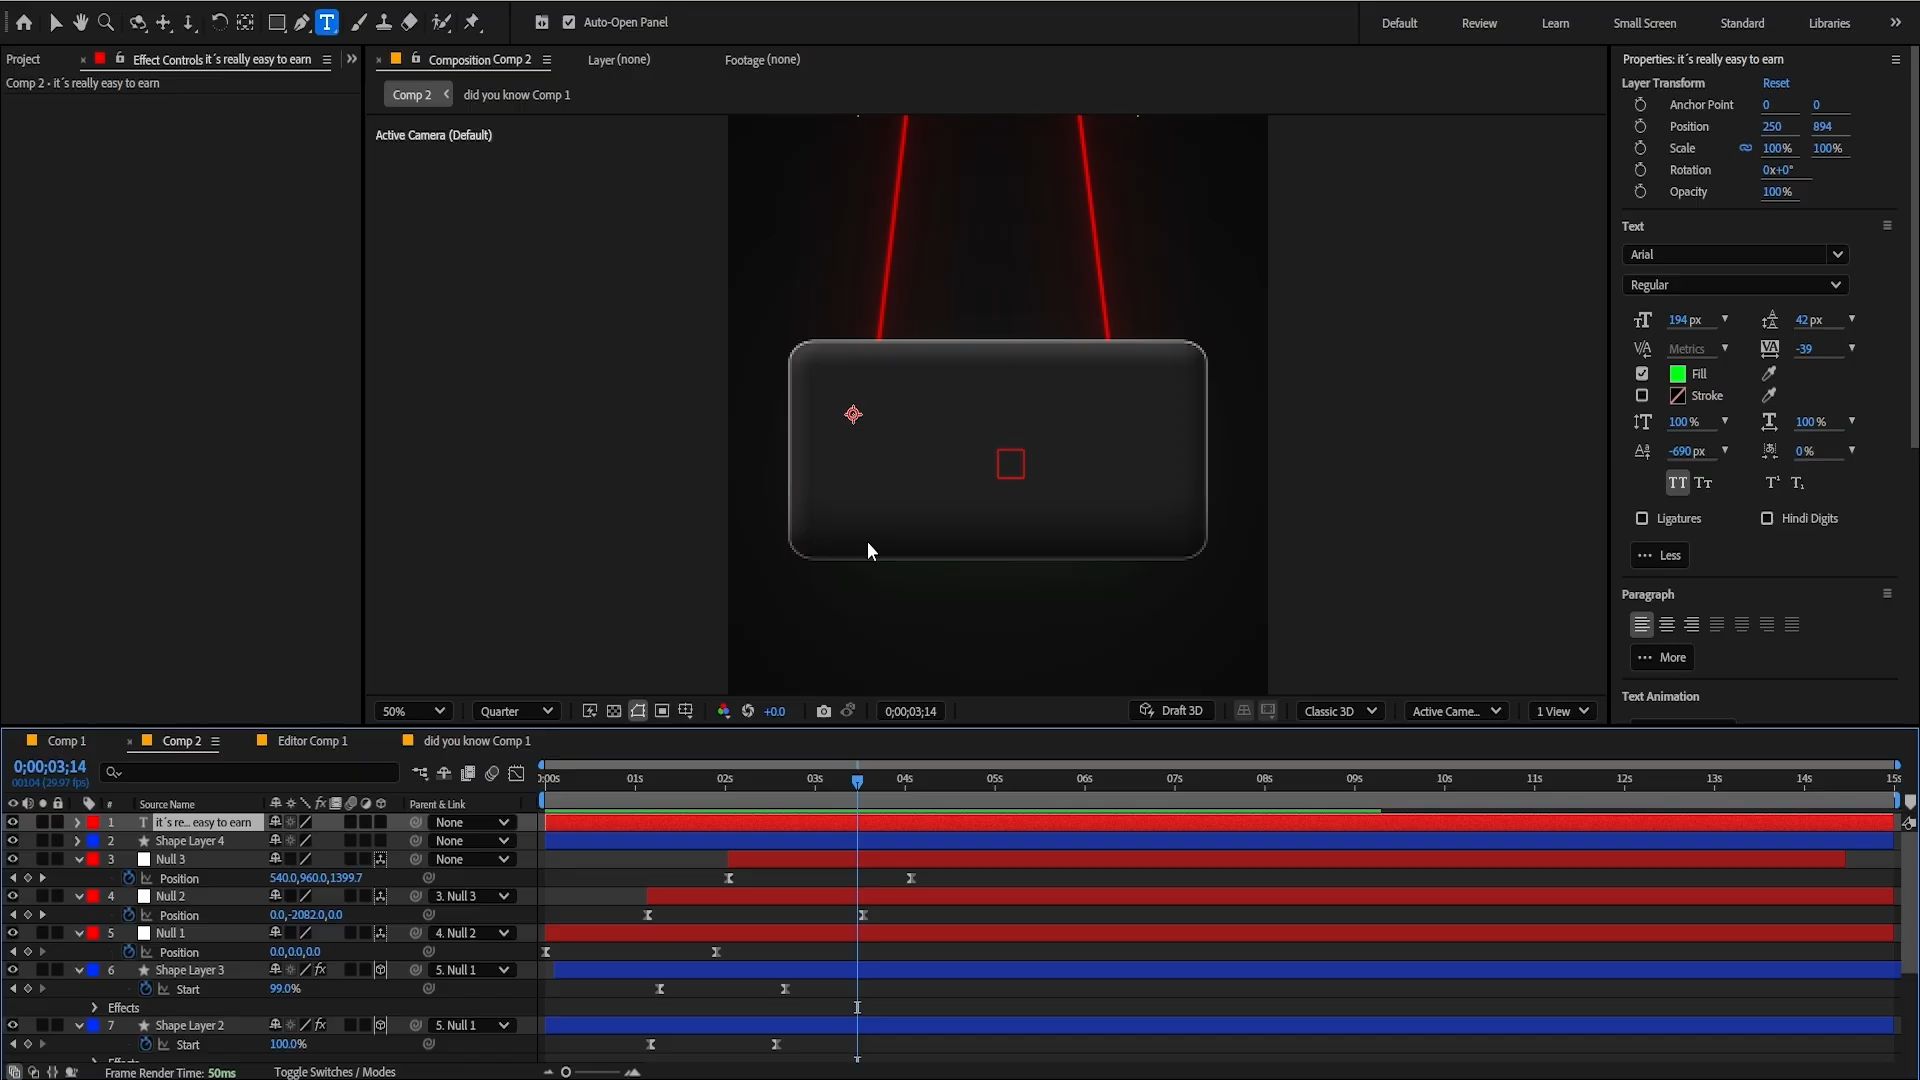 Auto-Open Panel
Default
Review
Learn
Small Screen
Standard
Libraries
Project
Effect Controls it´s really easy to earn
Composition Comp 2
Layer (none)
Footage (none)
Properties: it´s really easy to earn
Comp 2 • it´s really easy to earn
Comp 2
did you know Comp 1
Active Camera (Default)
Layer Transform
Reset
Anchor Point 0 0
Position 250 894
Scale 100% 100%
Rotation 0x+0°
Opacity 100%
Text
Arial
Regular
194 px 42 px
Metrics -39
Fill
Stroke
100 % 100 %
-690 px 0 %
TT Tт T¹ T₁
Ligatures Hindi Digits
Less
Paragraph
More
Text Animation
50%
Quarter
+0.0
0;00;03;14
Draft 3D
Classic 3D
Active Came...
1 View
Comp 1
Comp 2
Editor Comp 1
did you know Comp 1
0;00;03;14
00104 (29.97 fps)
0:00s 01s 02s 03s 04s 05s 06s 07s 08s 09s 10s 11s 12s 13s 14s 15s
# Source Name fx Parent & Link
1 T it´s re... easy to earn None
2 Shape Layer 4 None
3 Null 3 None
Position 540.0,960.0,1399.7
4 Null 2 3. Null 3
Position 0.0,-2082.0,0.0
5 Null 1 4. Null 2
Position 0.0,0.0,0.0
6 Shape Layer 3 fx 5. Null 1
Start 99.0%
Effects
7 Shape Layer 2 fx 5. Null 1
Start 100.0%
Effects
Frame Render Time: 50ms
Toggle Switches / Modes